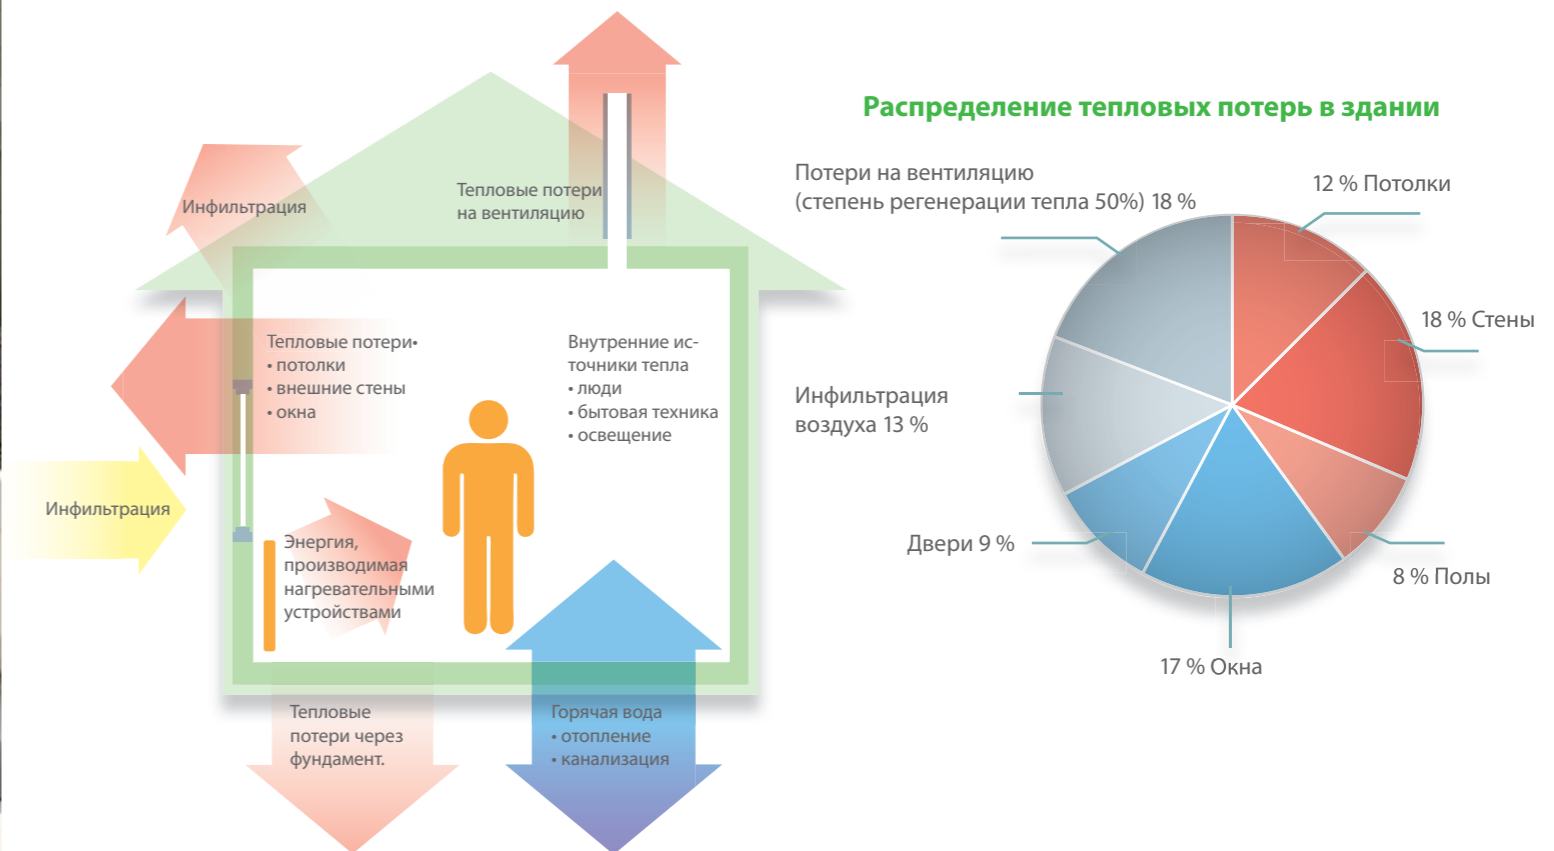 Инфильтрация
Тепловые потери
на вентиляцию
Тепловые потери•
• потолки
• внешние стены
• окна
Внутренние ис-
точники тепла
• люди
• бытовая техника
• освещение
Инфильтрация
Энергия,
производимая
нагревательными
устройствами
Тепловые
потери через
фундамент.
Горячая вода
• отопление
• канализация
Распределение тепловых потерь в здании
Потери на вентиляцию
(степень регенерации тепла 50%) 18 %
12 % Потолки
18 % Стены
Инфильтрация
воздуха 13 %
Двери 9 %
8 % Полы
17 % Окна